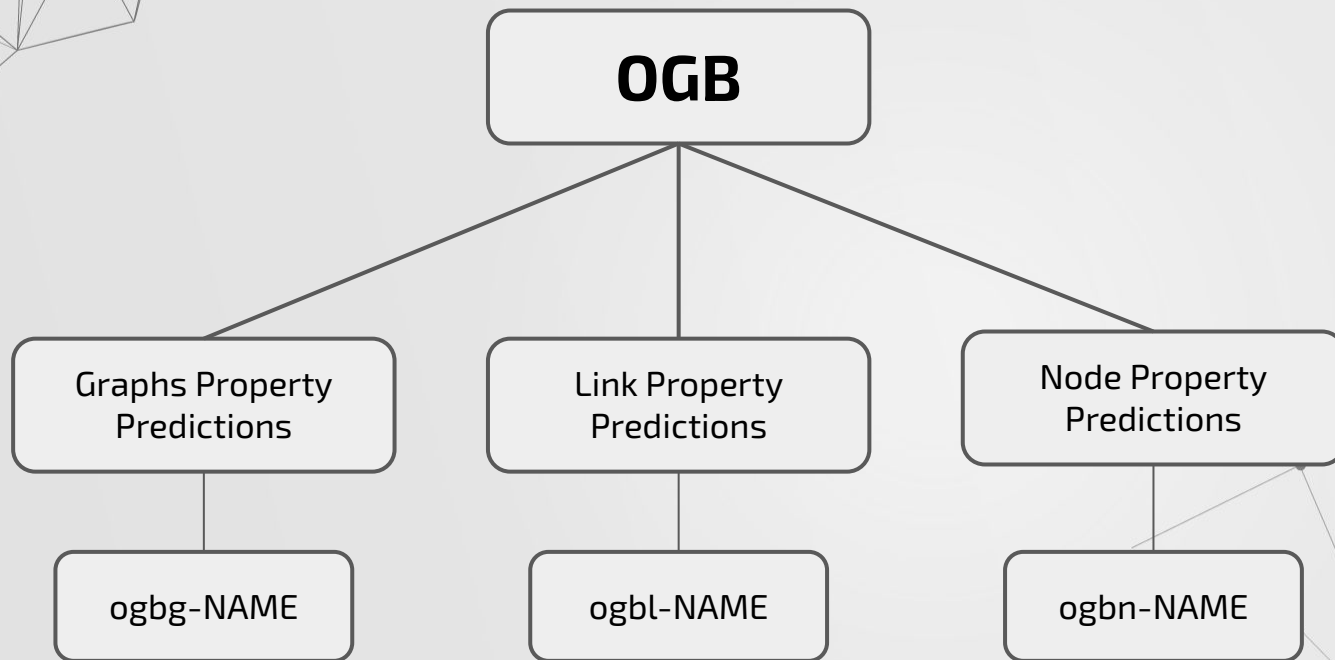 OGB
Graphs Property
Predictions
Link Property
Predictions
Node Property
Predictions
ogbg-NAME
ogbl-NAME
ogbn-NAME